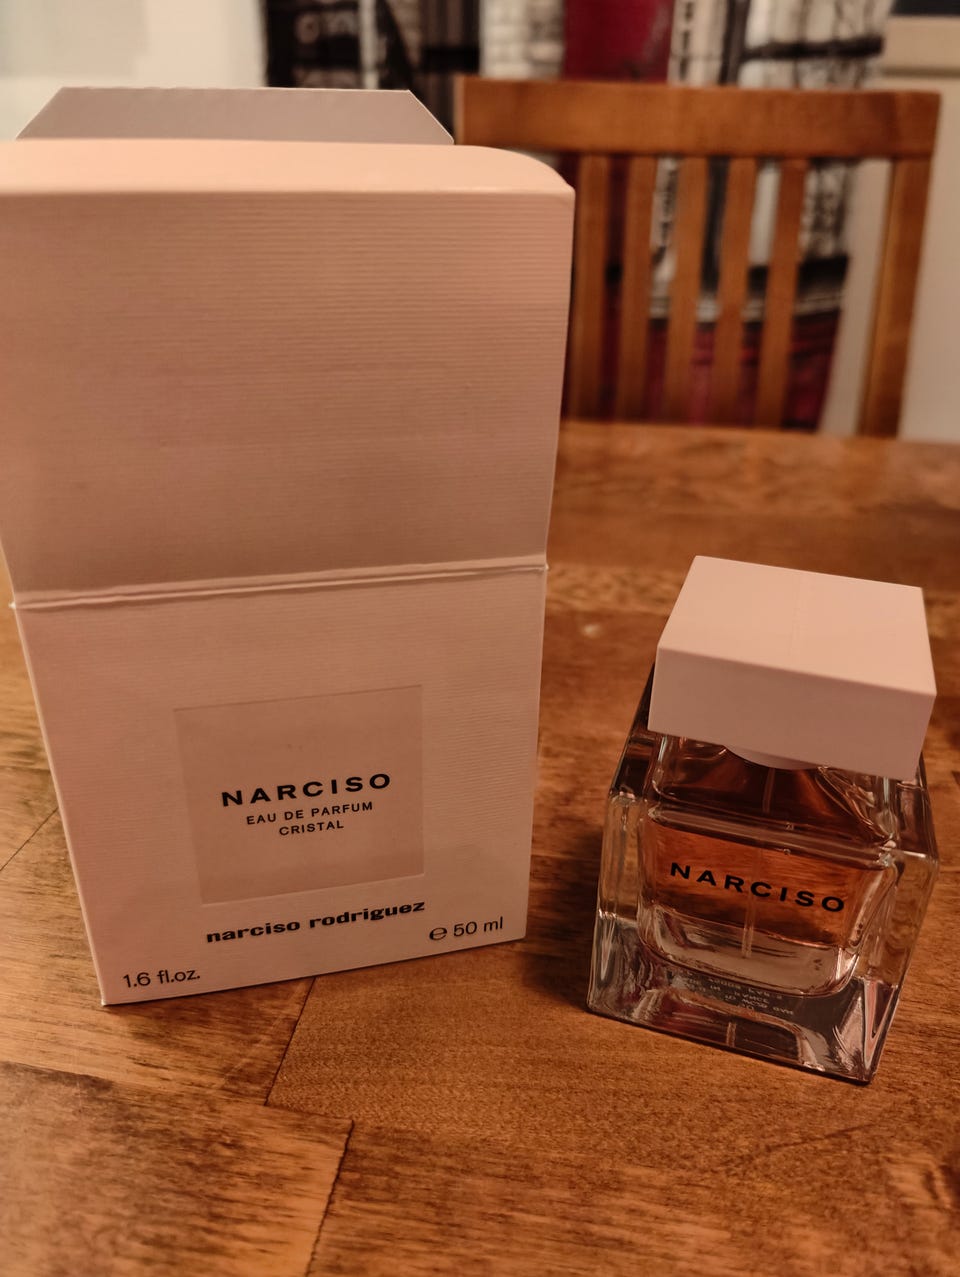 NARCISO
EAU DE PARFUM
CRISTAL
narciso rodriguez
1.6 fl.oz.
℮ 50 ml
NARCISO